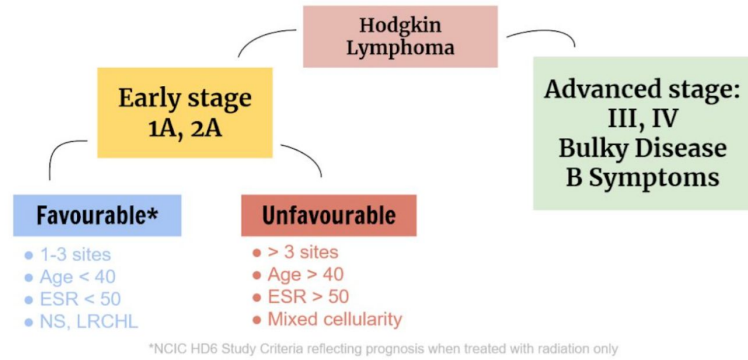 Hodgkin
Lymphoma
Early stage
1A, 2A
Advanced stage:
III, IV
Bulky Disease
B Symptoms
Favourable*
● 1-3 sites
● Age < 40
● ESR < 50
● NS, LRCHL
Unfavourable
● > 3 sites
● Age > 40
● ESR > 50
● Mixed cellularity
*NCIC HD6 Study Criteria reflecting prognosis when treated with radiation only